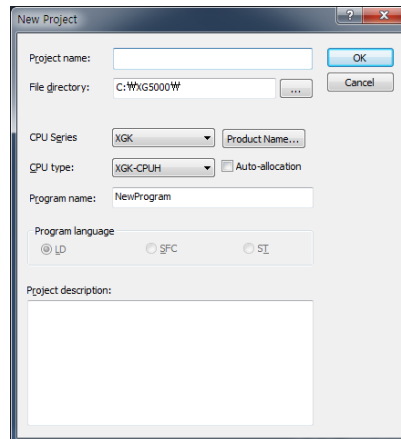 New Project
Project name:
OK
File directory: C:₩XG5000₩ ... Cancel
CPU Series XGK Product Name...
CPU type: XGK-CPUH Auto-allocation
Program name: NewProgram
Program language
LD SFC ST
Project description: